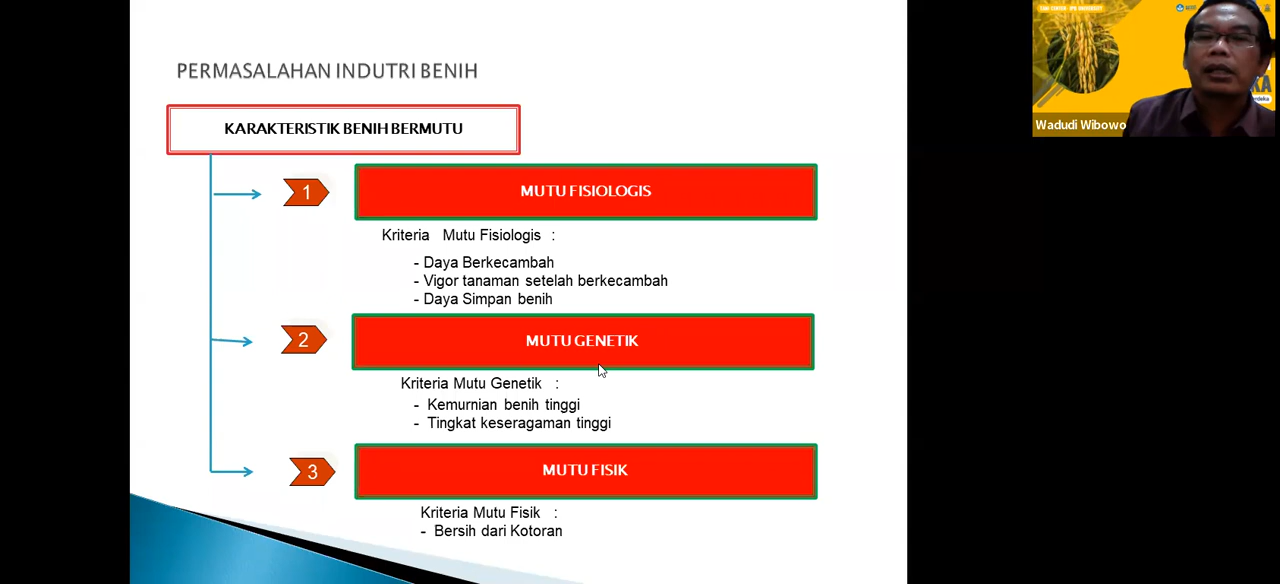 PERMASALAHAN INDUTRI BENIH
KARAKTERISTIK BENIH BERMUTU
1
MUTU FISIOLOGIS
Kriteria Mutu Fisiologis :
- Daya Berkecambah
- Vigor tanaman setelah berkecambah
- Daya Simpan benih
2
MUTU GENETIK
Kriteria Mutu Genetik :
- Kemurnian benih tinggi
- Tingkat keseragaman tinggi
3
MUTU FISIK
Kriteria Mutu Fisik :
- Bersih dari Kotoran
Wadudi Wibowo